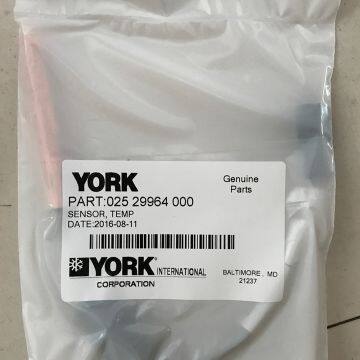 YORK
Genuine
Parts
PART:025 29964 000
SENSOR, TEMP
DATE:2016-08-11
YORK INTERNATIONAL
CORPORATION
BALTIMORE, MD
21237